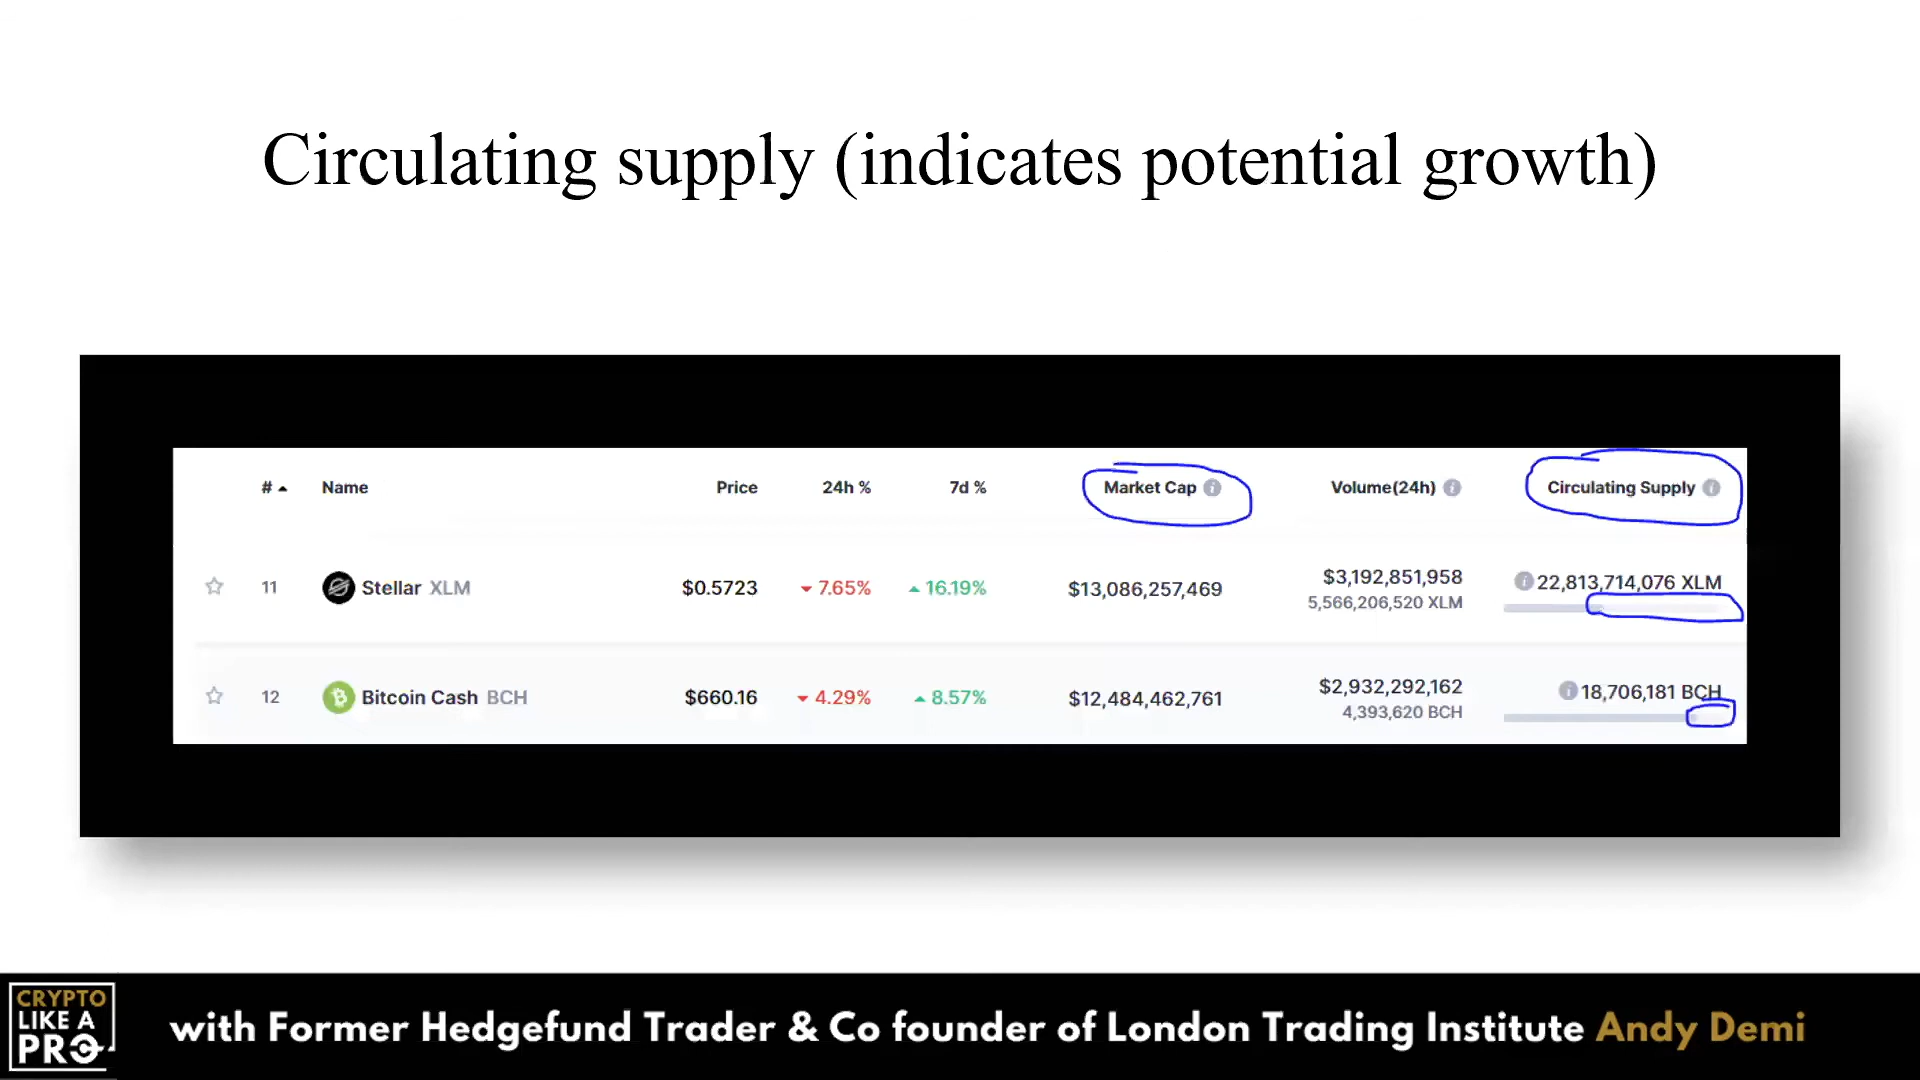 Circulating supply (indicates potential growth)
# Name Price 24h % 7d % Market Cap Volume(24h) Circulating Supply
11 Stellar XLM $0.5723 7.65% 16.19% $13,086,257,469 $3,192,851,958 22,813,714,076 XLM
5,566,206,520 XLM
12 Bitcoin Cash BCH $660.16 4.29% 8.57% $12,484,462,761 $2,932,292,162 18,706,181 BCH
4,393,620 BCH
CRYPTO
LIKE A
PRO
with Former Hedgefund Trader & Co founder of London Trading Institute Andy Demi